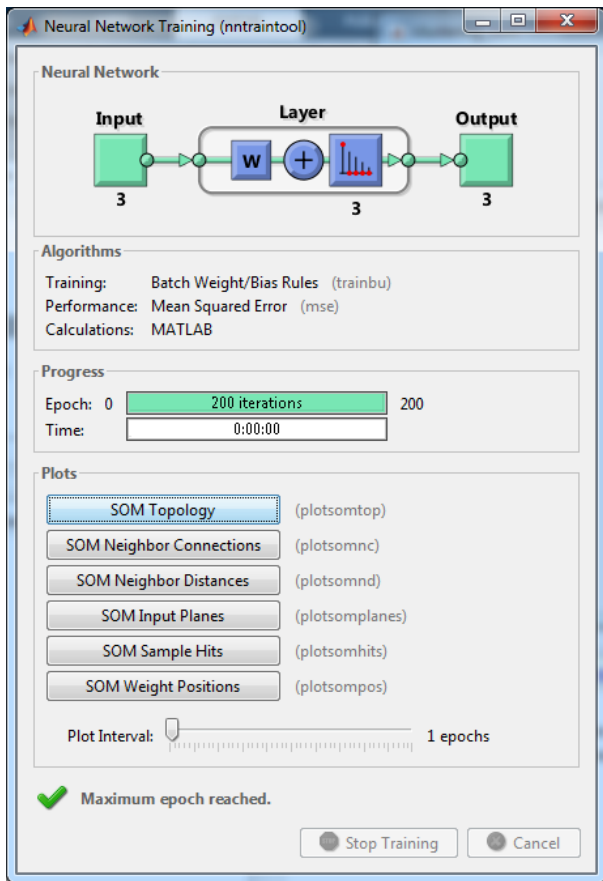 Neural Network Training (nntraintool)
Neural Network
Input Layer Output
W +
3 3 3
Algorithms
Training: Batch Weight/Bias Rules (trainbu)
Performance: Mean Squared Error (mse)
Calculations: MATLAB
Progress
Epoch: 0 200 iterations 200
Time: 0:00:00
Plots
SOM Topology (plotsomtop)
SOM Neighbor Connections (plotsomnc)
SOM Neighbor Distances (plotsomnd)
SOM Input Planes (plotsomplanes)
SOM Sample Hits (plotsomhits)
SOM Weight Positions (plotsompos)
Plot Interval: 1 epochs
Maximum epoch reached.
Stop Training Cancel